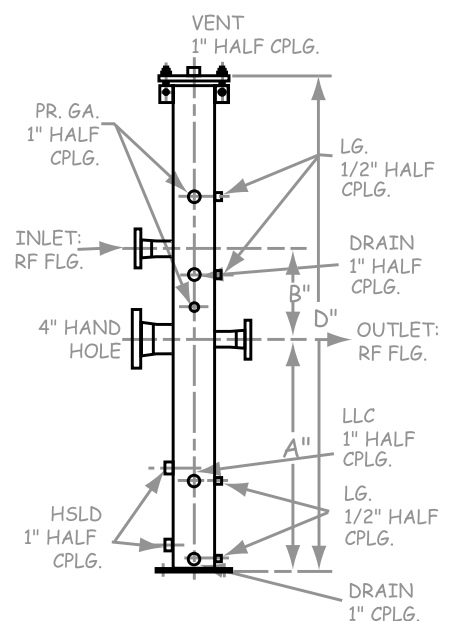 VENT
1" HALF CPLG.
PR. GA.
1" HALF
CPLG.
LG.
1/2" HALF
CPLG.
INLET:
RF FLG.
DRAIN
1" HALF
CPLG.
B"
D"
4" HAND
HOLE
OUTLET:
RF FLG.
LLC
1" HALF
CPLG.
A"
HSLD
1" HALF
CPLG.
LG.
1/2" HALF
CPLG.
DRAIN
1" CPLG.